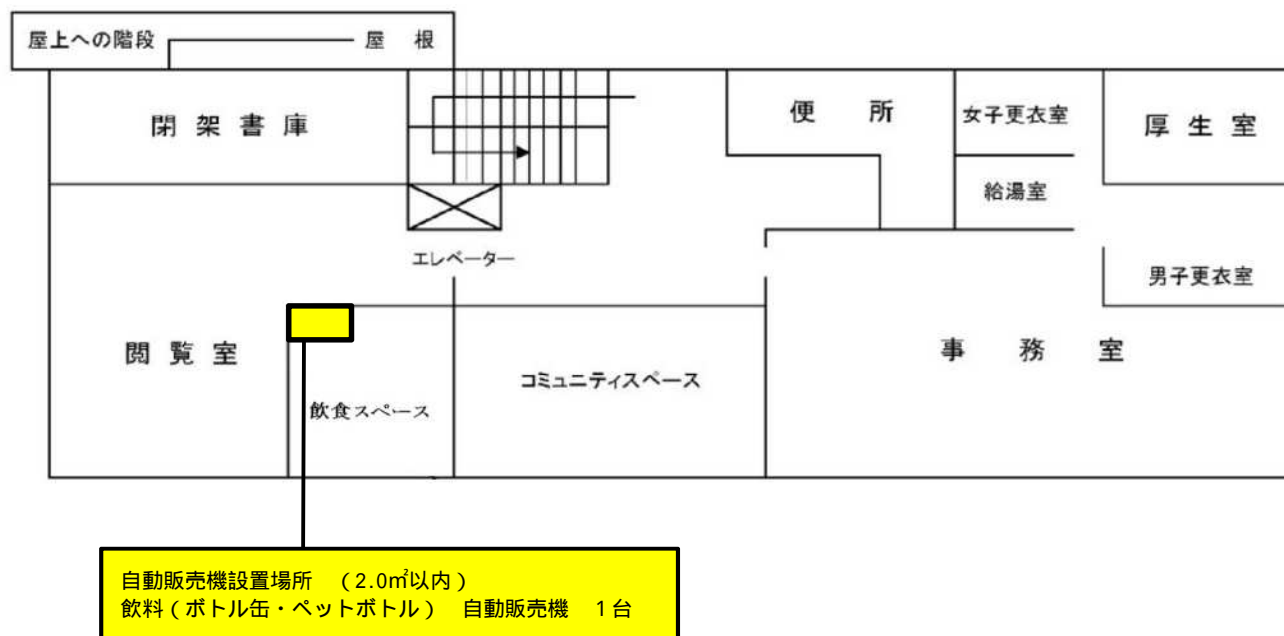 屋上への階段 屋 根
閉 架 書 庫
便 所
女子更衣室
厚 生 室
給湯室
エレベーター
男子更衣室
閲 覧 室
事 務 室
コミュニティスペース
飲食スペース
自動販売機設置場所 (2.0㎡以内)
飲料(ボトル缶・ペットボトル) 自動販売機 1台